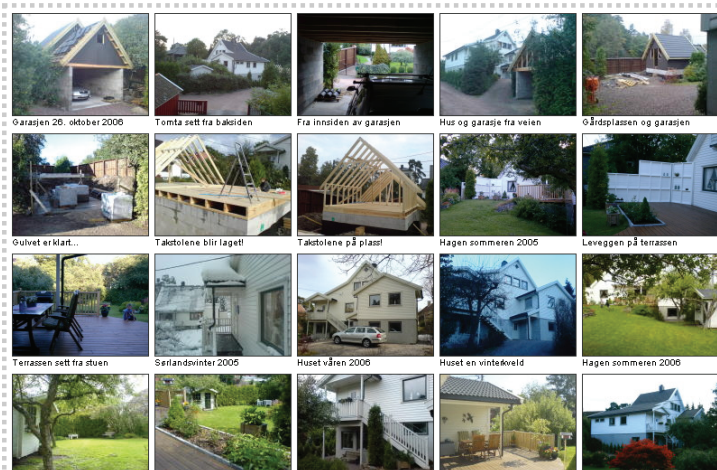 Garasjen 26. oktober 2006
Tomta sett fra baksiden
Fra innsiden av garasjen
Hus og garasje fra veien
Gårdsplassen og garasjen
Gulvet er klart...
Takstolene blir laget!
Takstolene på plass!
Hagen sommeren 2005
Leveggen på terrassen
Terrassen sett fra stuen
Sørlandsvinter 2005
Huset våren 2006
Huset en vinterkveld
Hagen sommeren 2006